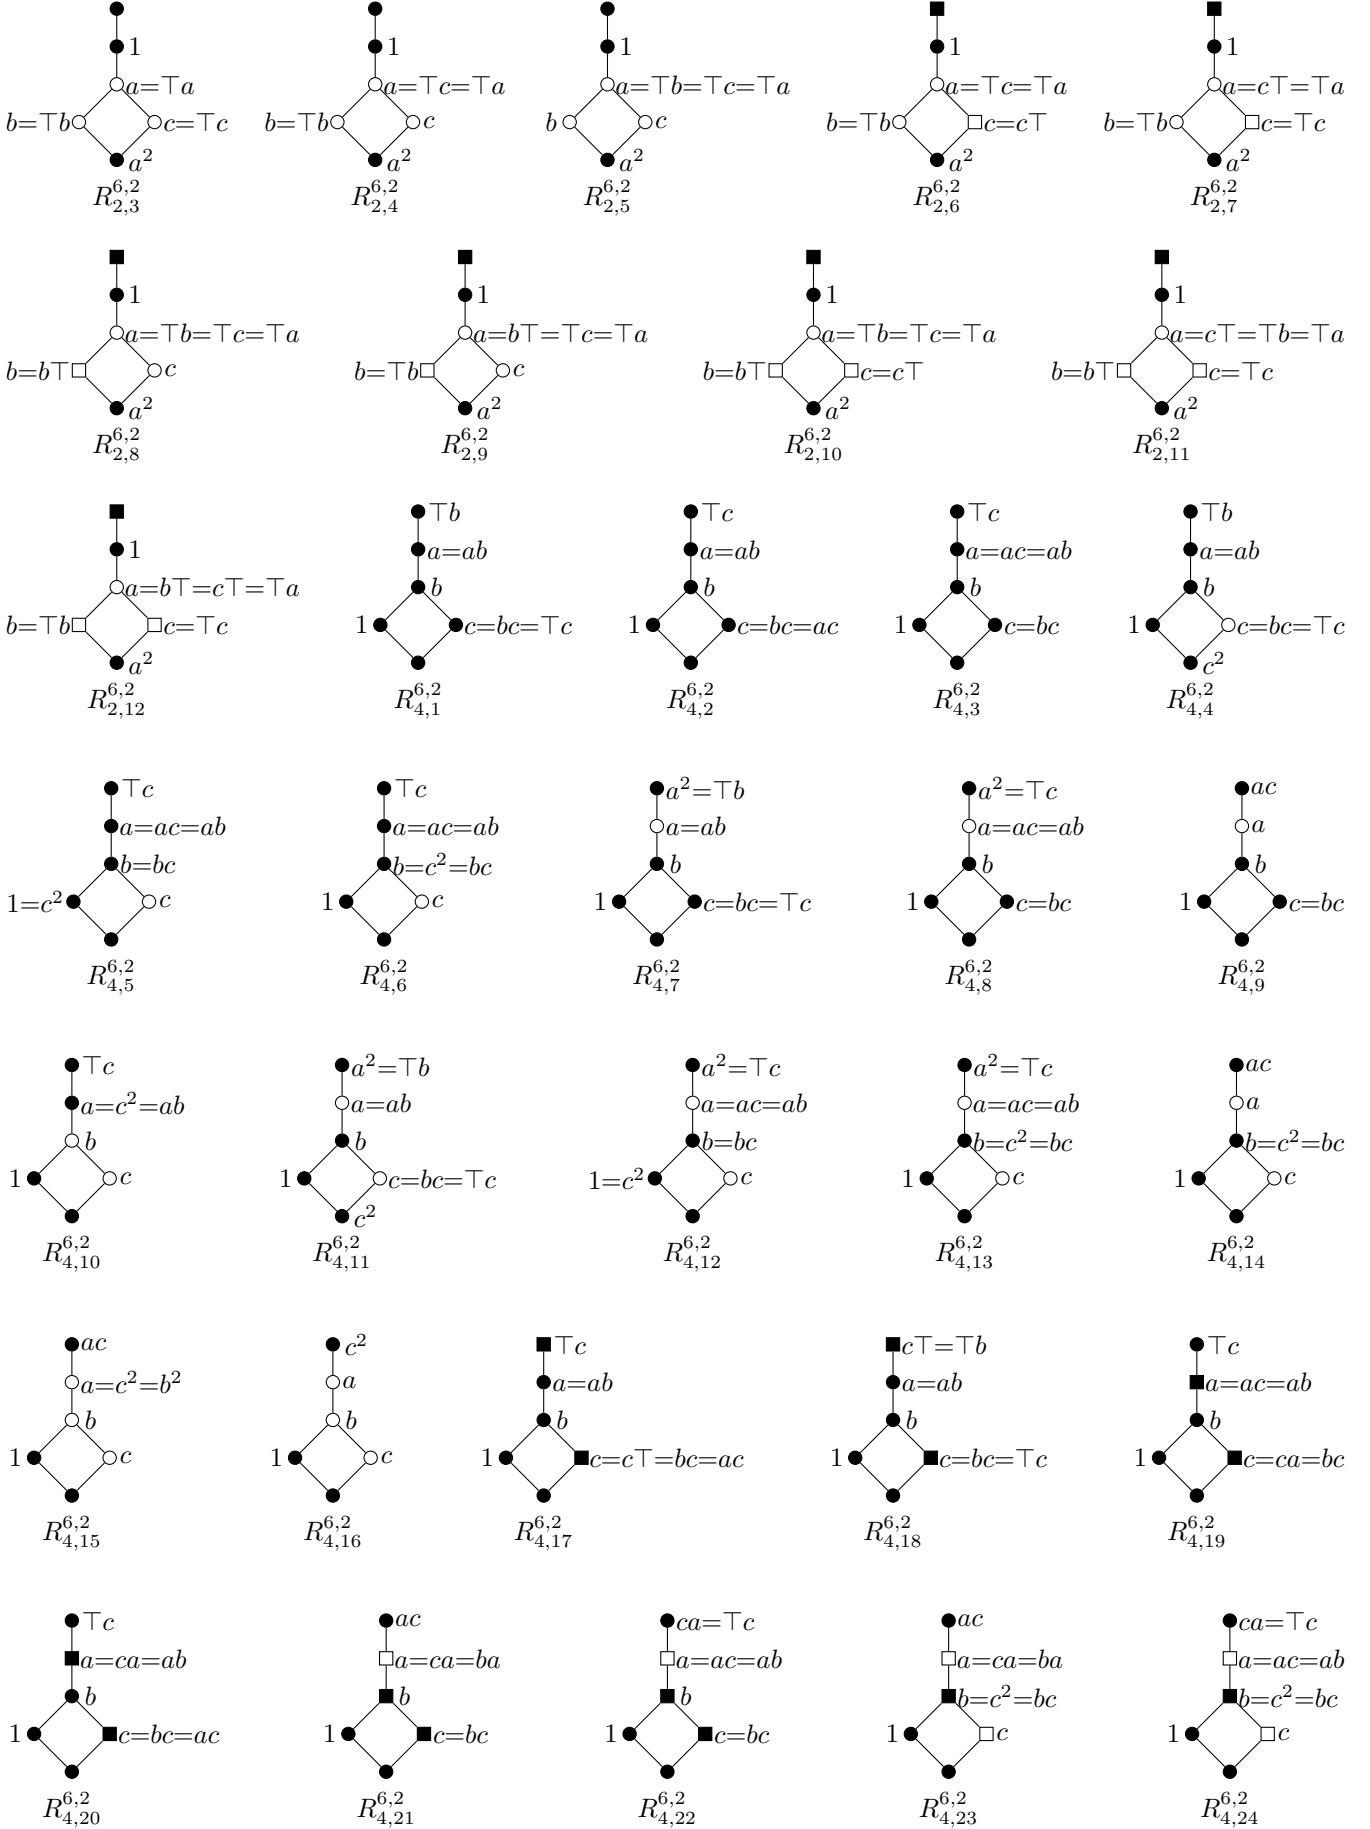 1 1 1 1 1
a=⊤a a=⊤c=⊤a a=⊤b=⊤c=⊤a a=⊤c=⊤a a=c⊤=⊤a
b=⊤b c=⊤c b=⊤b c b c b=⊤b c=c⊤ b=⊤b c=⊤c
a² a² a² a² a²
R^{6,2}_{2,3} R^{6,2}_{2,4} R^{6,2}_{2,5} R^{6,2}_{2,6} R^{6,2}_{2,7}
1 1 1 1
a=⊤b=⊤c=⊤a a=b⊤=⊤c=⊤a a=⊤b=⊤c=⊤a a=c⊤=⊤b=⊤a
b=b⊤ c b=⊤b c b=b⊤ c=c⊤ b=b⊤ c=⊤c
a² a² a² a²
R^{6,2}_{2,8} R^{6,2}_{2,9} R^{6,2}_{2,10} R^{6,2}_{2,11}
⊤b ⊤c ⊤c ⊤b
1 a=ab a=ab a=ac=ab a=ab
a=b⊤=c⊤=⊤a b b b b
b=⊤b c=⊤c 1 c=bc=⊤c 1 c=bc=ac 1 c=bc 1 c=bc=⊤c
a² c²
R^{6,2}_{2,12} R^{6,2}_{4,1} R^{6,2}_{4,2} R^{6,2}_{4,3} R^{6,2}_{4,4}
⊤c ⊤c a²=⊤b a²=⊤c ac
a=ac=ab a=ac=ab a=ab a=ac=ab a
b=bc b=c²=bc b b b
1=c² c 1 c 1 c=bc=⊤c 1 c=bc 1 c=bc
R^{6,2}_{4,5} R^{6,2}_{4,6} R^{6,2}_{4,7} R^{6,2}_{4,8} R^{6,2}_{4,9}
⊤c a²=⊤b a²=⊤c a²=⊤c ac
a=c²=ab a=ab a=ac=ab a=ac=ab a
b b b=bc b=c²=bc b=c²=bc
1 c 1 c=bc=⊤c 1=c² c 1 c 1 c
c²
R^{6,2}_{4,10} R^{6,2}_{4,11} R^{6,2}_{4,12} R^{6,2}_{4,13} R^{6,2}_{4,14}
ac c² ⊤c c⊤=⊤b ⊤c
a=c²=b² a a=ab a=ab a=ac=ab
b b b b b
1 c 1 c 1 c=c⊤=bc=ac 1 c=bc=⊤c 1 c=ca=bc
R^{6,2}_{4,15} R^{6,2}_{4,16} R^{6,2}_{4,17} R^{6,2}_{4,18} R^{6,2}_{4,19}
⊤c ac ca=⊤c ac ca=⊤c
a=ca=ab a=ca=ba a=ac=ab a=ca=ba a=ac=ab
b b b b=c²=bc b=c²=bc
1 c=bc=ac 1 c=bc 1 c=bc 1 c 1 c
R^{6,2}_{4,20} R^{6,2}_{4,21} R^{6,2}_{4,22} R^{6,2}_{4,23} R^{6,2}_{4,24}